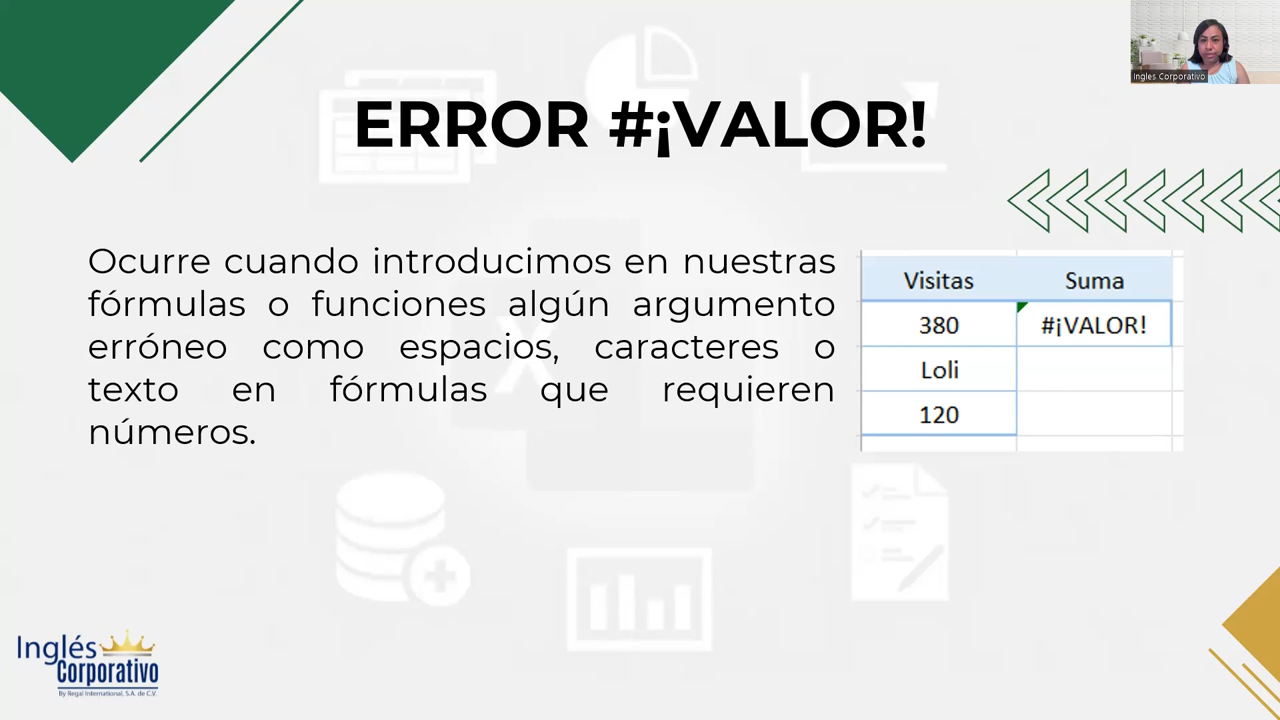 Ingles Corporativo
ERROR #¡VALOR!
Ocurre cuando introducimos en nuestras
fórmulas o funciones algún argumento
erróneo como espacios, caracteres o
texto en fórmulas que requieren
números.
Visitas Suma
380 #¡VALOR!
Loli
120
Inglés
Corporativo
By Regal International, S.A. de C.V.